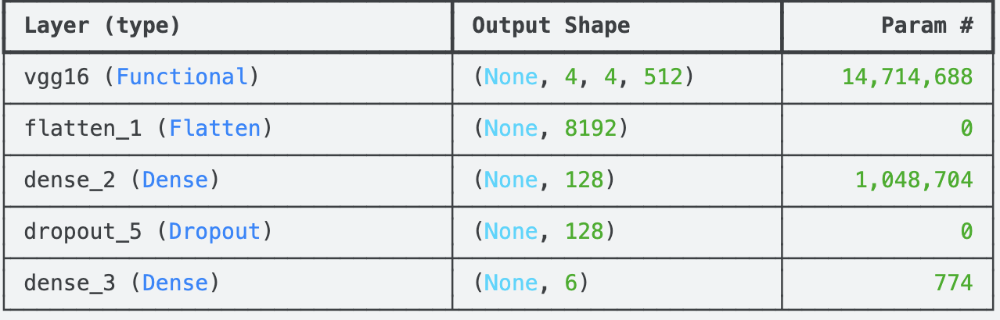 Layer (type) Output Shape Param #
vgg16 (Functional) (None, 4, 4, 512) 14,714,688
flatten_1 (Flatten) (None, 8192) 0
dense_2 (Dense) (None, 128) 1,048,704
dropout_5 (Dropout) (None, 128) 0
dense_3 (Dense) (None, 6) 774